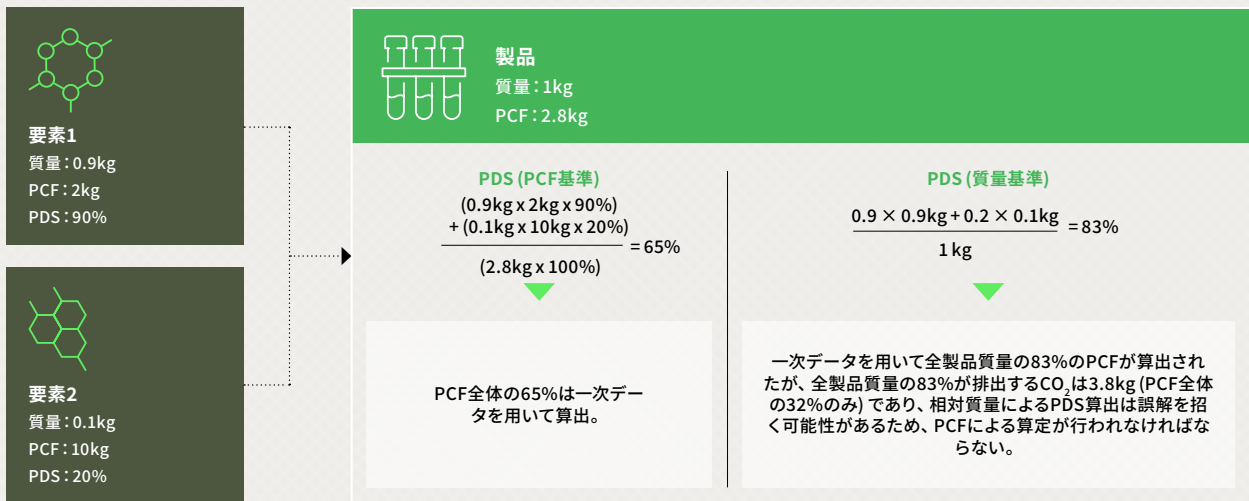 要素1
質量：0.9kg
PCF：2kg
PDS：90%
要素2
質量：0.1kg
PCF：10kg
PDS：20%
製品
質量：1kg
PCF：2.8kg
PDS (PCF基準)
(0.9kg x 2kg x 90%)
+ (0.1kg x 10kg x 20%)
= 65%
(2.8kg x 100%)
PCF全体の65%は一次デー
タを用いて算出。
PDS (質量基準)
0.9 × 0.9kg + 0.2 × 0.1kg
= 83%
1 kg
一次データを用いて全製品質量の83%のPCFが算出され
たが、全製品質量の83%が排出するCO₂は3.8kg (PCF全体
の32%のみ) であり、相対質量によるPDS算出は誤解を招
く可能性があるため、PCFによる算定が行われなければな
らない。